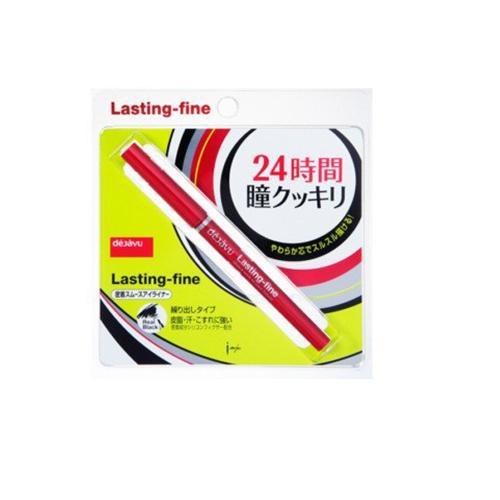 Lasting-fine
24時間
瞳クッキリ
やわらか芯でスルスル描ける!
dejavu
dejavu Lasting-fine
Lasting-fine
密着スムースアイライナー
Real
Black
繰り出しタイプ
皮脂・汗・こすれに強い